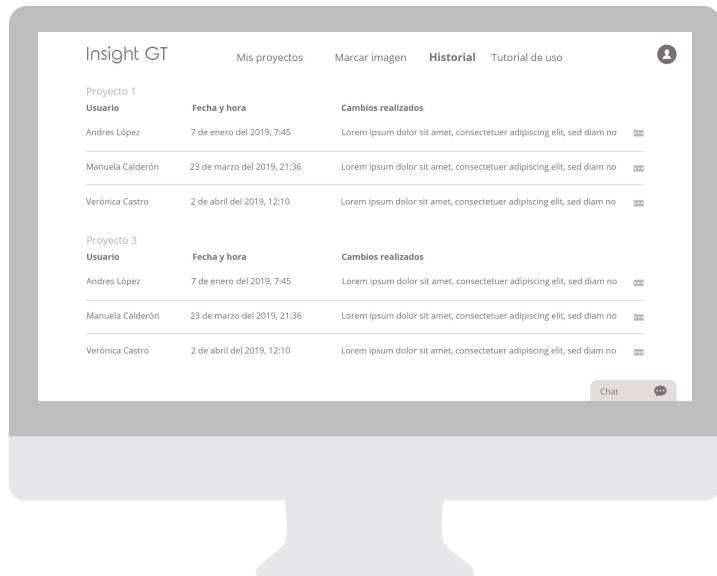 Insight GT Mis proyectos Marcar imagen Historial Tutorial de uso
Proyecto 1
Usuario Fecha y hora Cambios realizados
Andres López 7 de enero del 2019, 7:45 Lorem ipsum dolor sit amet, consectetuer adipiscing elit, sed diam no
Manuela Calderón 23 de marzo del 2019, 21:36 Lorem ipsum dolor sit amet, consectetuer adipiscing elit, sed diam no
Verónica Castro 2 de abril del 2019, 12:10 Lorem ipsum dolor sit amet, consectetuer adipiscing elit, sed diam no
Proyecto 3
Usuario Fecha y hora Cambios realizados
Andres López 7 de enero del 2019, 7:45 Lorem ipsum dolor sit amet, consectetuer adipiscing elit, sed diam no
Manuela Calderón 23 de marzo del 2019, 21:36 Lorem ipsum dolor sit amet, consectetuer adipiscing elit, sed diam no
Verónica Castro 2 de abril del 2019, 12:10 Lorem ipsum dolor sit amet, consectetuer adipiscing elit, sed diam no
Chat